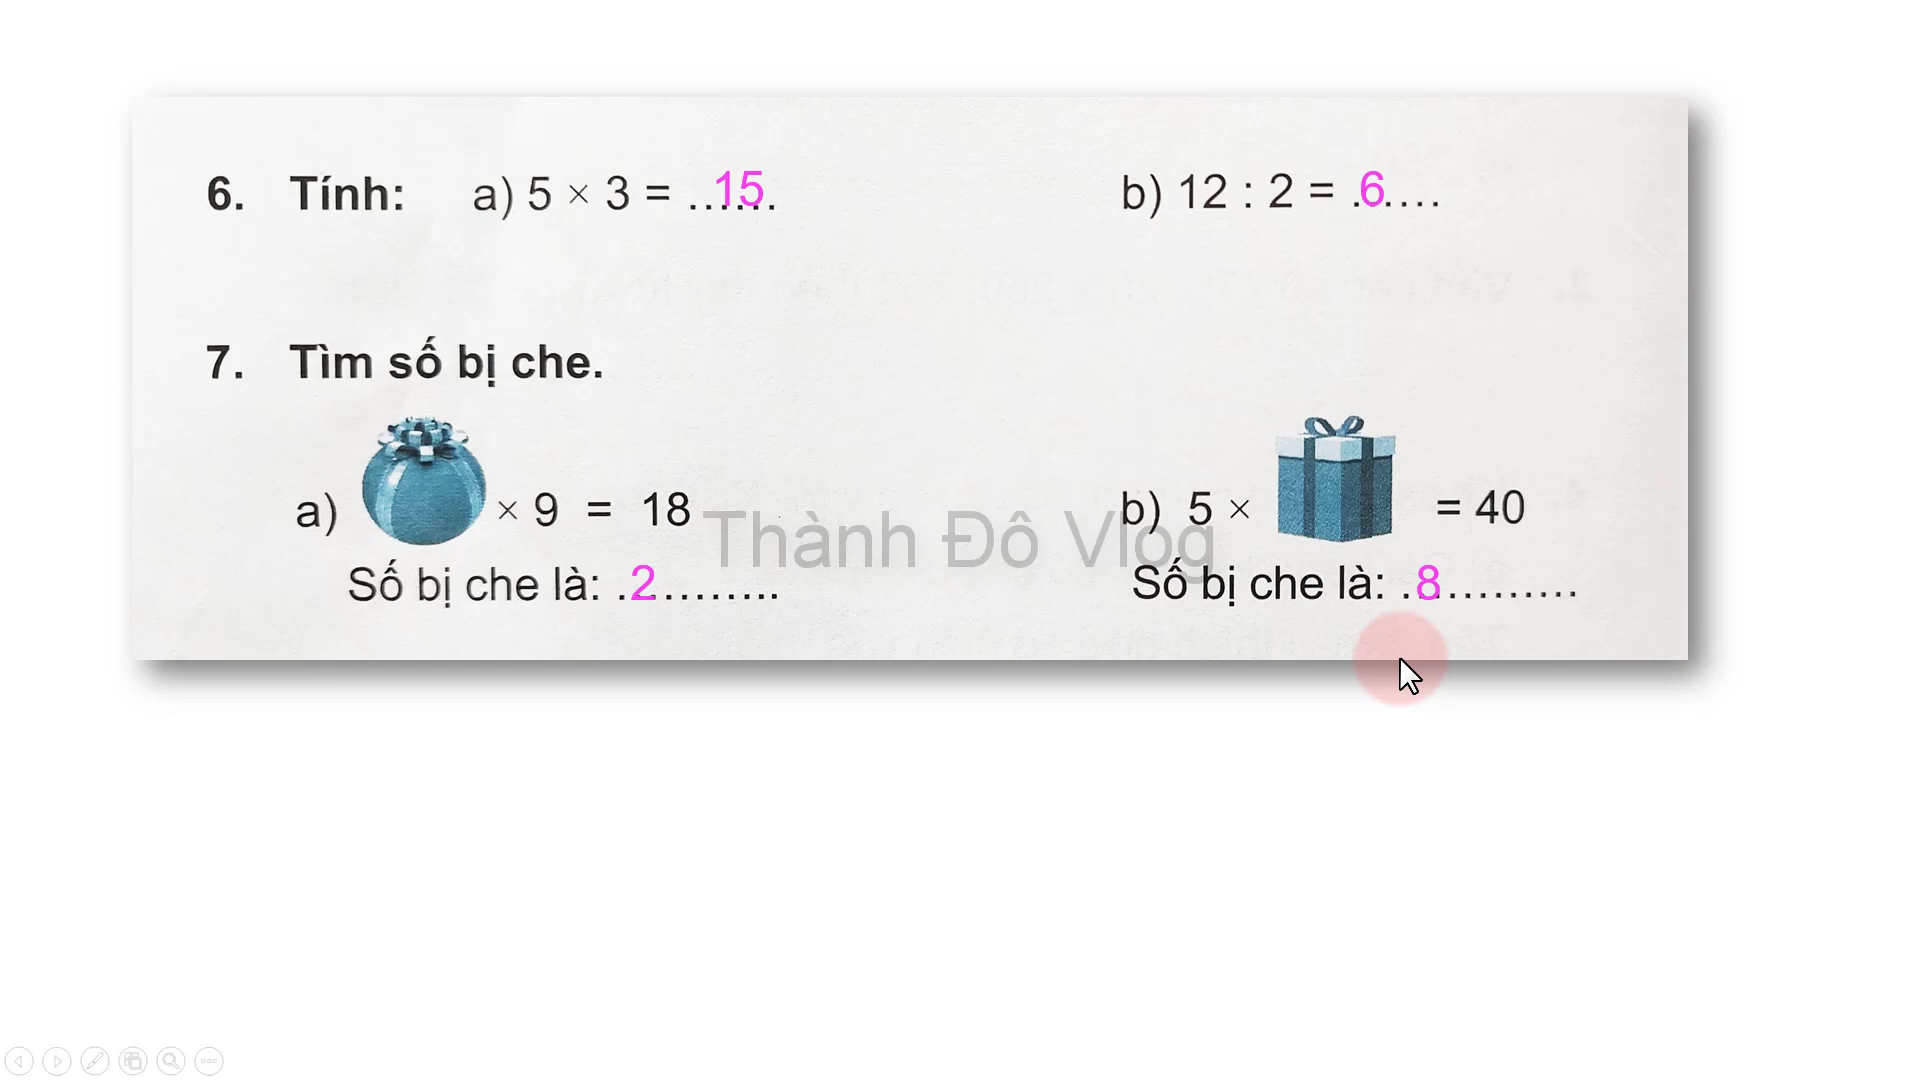 6. Tính: a) 5 × 3 = ..15.. b) 12 : 2 = .6....
7. Tìm số bị che.
a) × 9 = 18 b) 5 × = 40
Thành Đô Vlog
Số bị che là: .2........... Số bị che là: .8...........